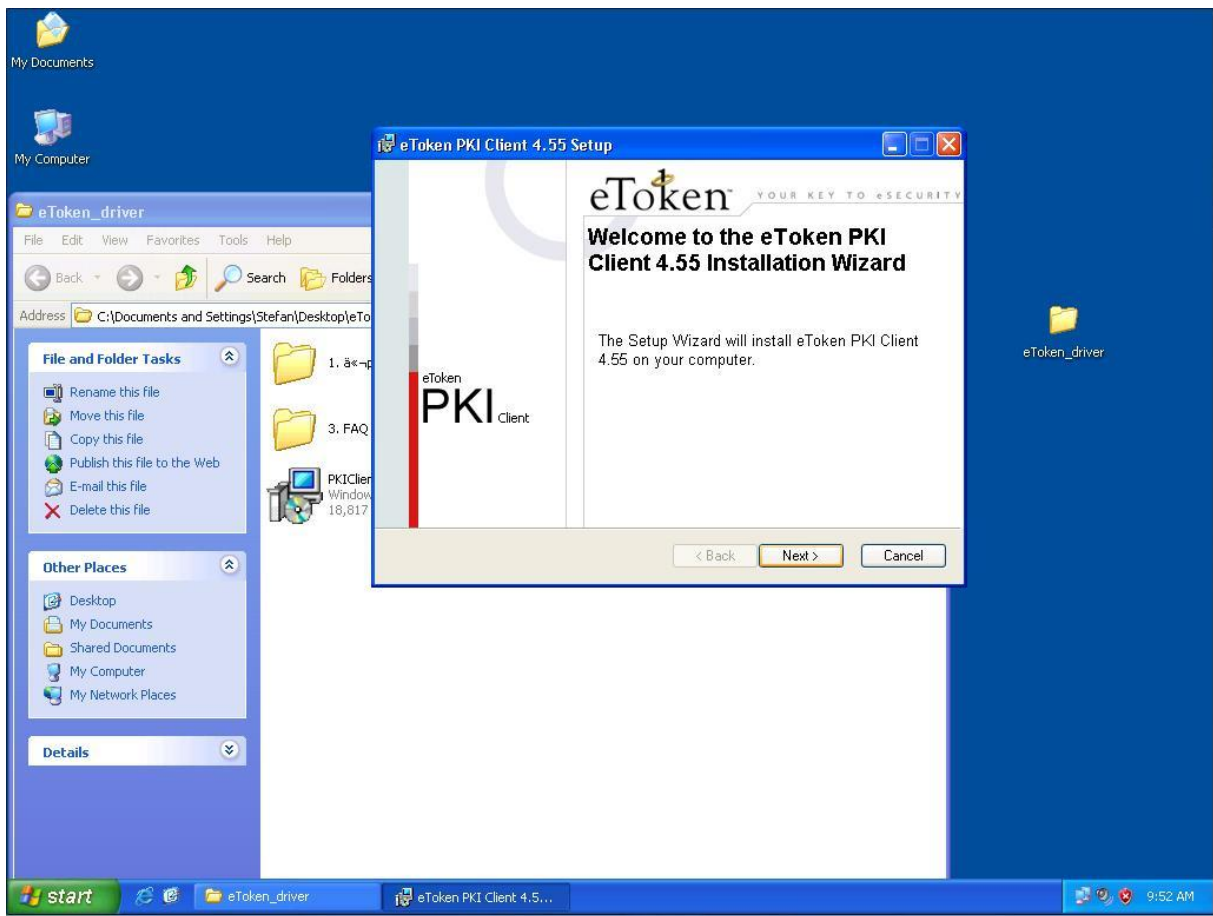 My Documents
My Computer
eToken_driver
File Edit View Favorites Tools Help
Back
Search
Folders
Address C:\Documents and Settings\Stefan\Desktop\eTo
File and Folder Tasks
Rename this file
Move this file
Copy this file
Publish this file to the Web
E-mail this file
Delete this file
Other Places
Desktop
My Documents
Shared Documents
My Computer
My Network Places
Details
1. ä«¬p
3. FAQ
PKIClien
Window
18,817
eToken PKI Client 4.55 Setup
eToken YOUR KEY TO eSECURITY
Welcome to the eToken PKI
Client 4.55 Installation Wizard
The Setup Wizard will install eToken PKI Client
4.55 on your computer.
eToken
PKI Client
< Back Next > Cancel
eToken_driver
start eToken_driver eToken PKI Client 4.5... 9:52 AM